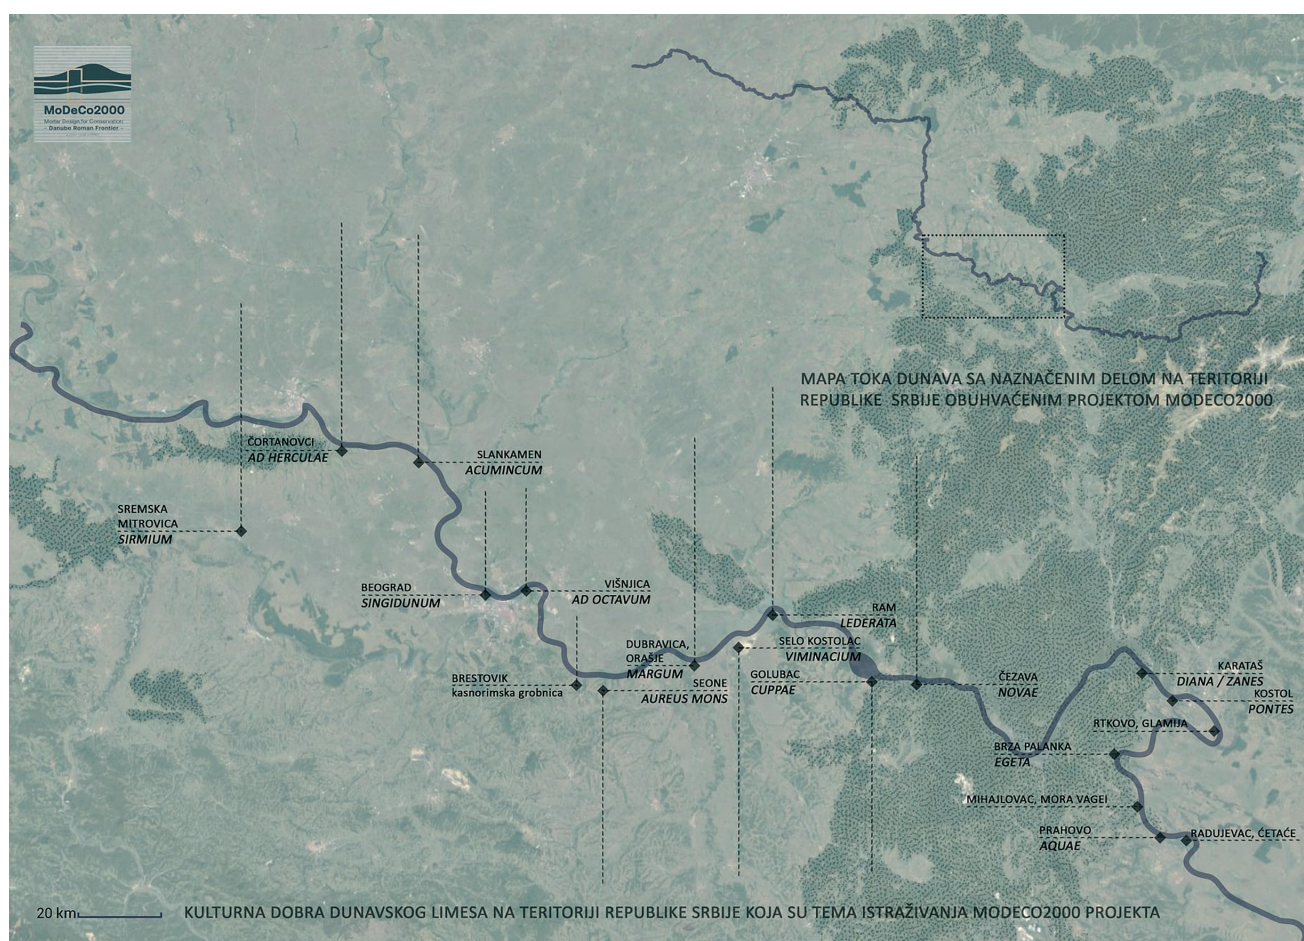 MoDeCo2000
Mortar Design for Conservation
- Danube Roman Frontier -
MAPA TOKA DUNAVA SA NAZNAČENIM DELOM NA TERITORIJI
REPUBLIKE SRBIJE OBUHVAĆENIM PROJEKTOM MODECO2000
ČORTANOVCI
AD HERCULAE
SLANKAMEN
ACUMINCUM
SREMSKA
MITROVICA
SIRMIUM
BEOGRAD
SINGIDUNUM
VIŠNJICA
AD OCTAVUM
RAM
LEDERATA
DUBRAVICA,
ORAŠJE
MARGUM
SELO KOSTOLAC
VIMINACIUM
BRESTOVIK
kasnorimska grobnica
SEONE
AUREUS MONS
GOLUBAC
CUPPAE
ČEZAVA
NOVAE
KARATAŠ
DIANA / ZANES
KOSTOL
PONTES
RTKOVO, GLAMIJA
BRZA PALANKA
EGETA
MIHAJLOVAC, MORA VAGEI
PRAHOVO
AQUAE
RADUJEVAC, ĆETAĆE
20 km
KULTURNA DOBRA DUNAVSKOG LIMESA NA TERITORIJI REPUBLIKE SRBIJE KOJA SU TEMA ISTRAŽIVANJA MODECO2000 PROJEKTA